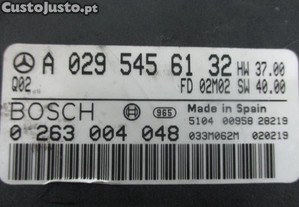 CustoJusto.pt
A 029 545 61 32 HW 37.00
Q02 FD 02M02 SW 40.00
BOSCH 965 Made in Spain
5104 00958 28219
0 263 004 048 033M062M 020219